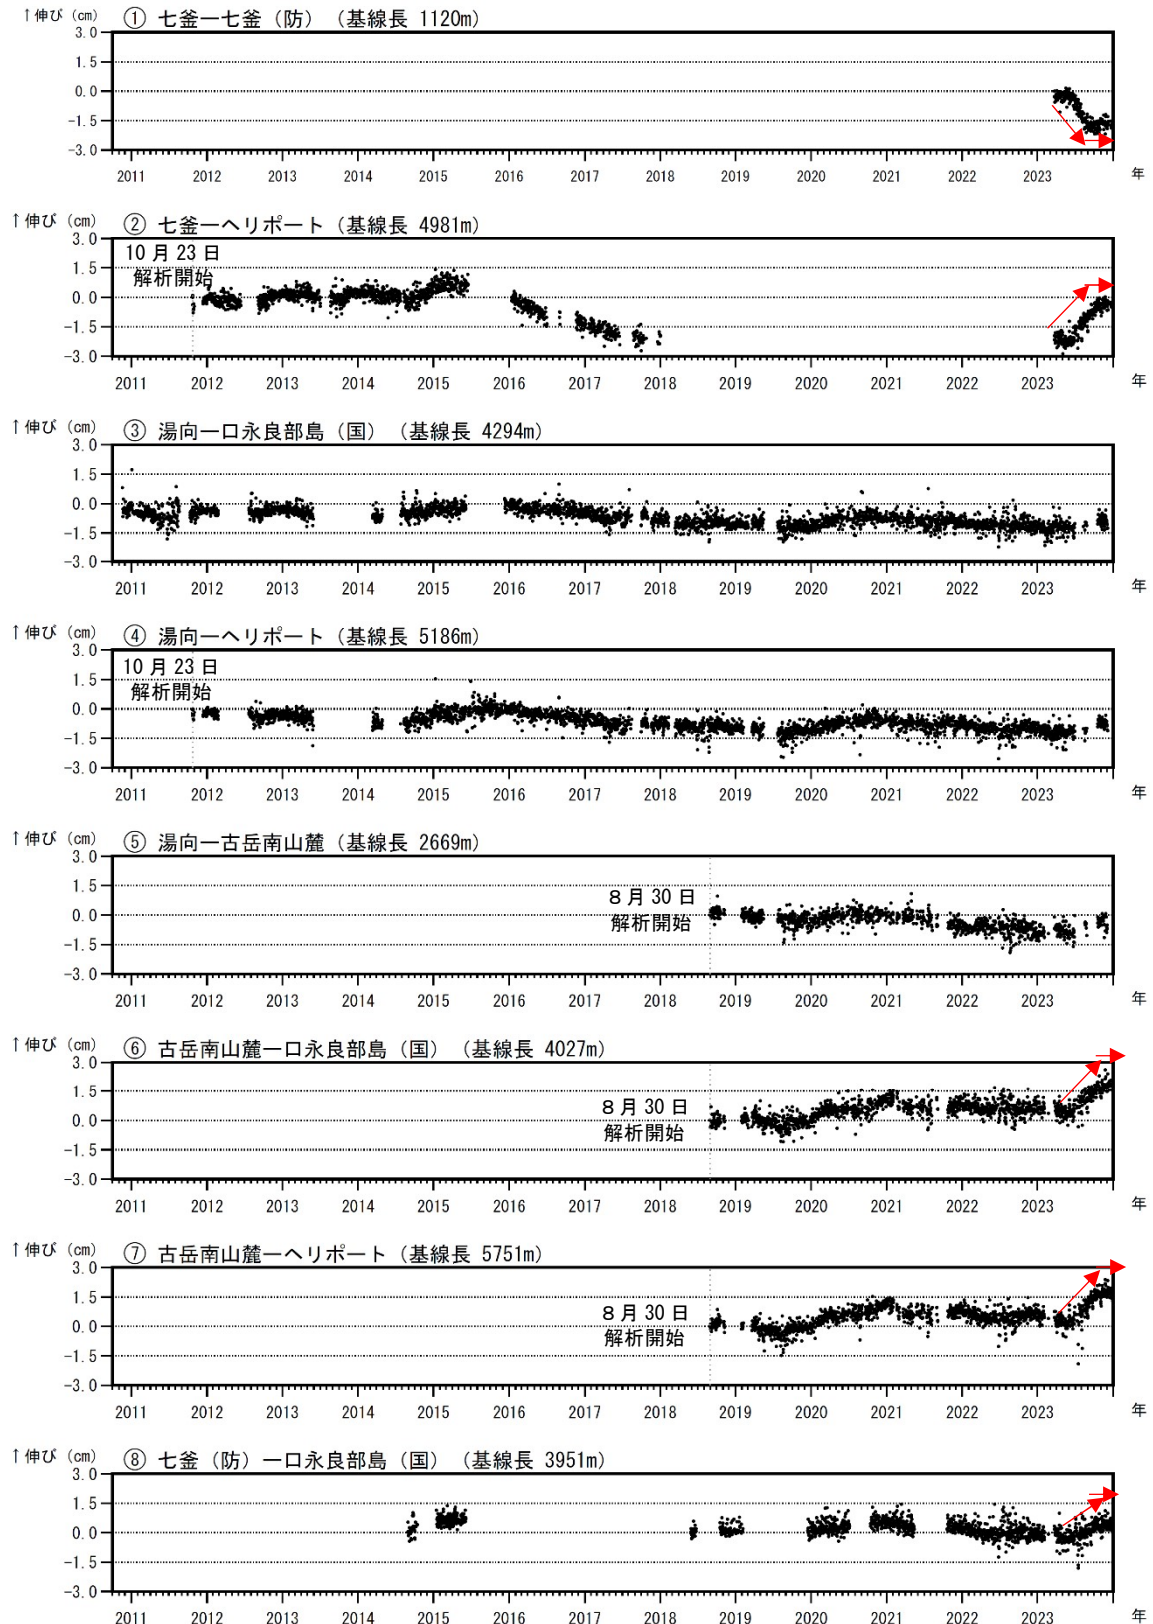 ↑伸び (cm) ① 七釜ー七釜（防）（基線長 1120m）
3.0
1.5
0.0
-1.5
-3.0
2011 2012 2013 2014 2015 2016 2017 2018 2019 2020 2021 2022 2023 年
↑伸び (cm) ② 七釜ーヘリポート（基線長 4981m）
3.0
10月23日
1.5
解析開始
0.0
-1.5
-3.0
2011 2012 2013 2014 2015 2016 2017 2018 2019 2020 2021 2022 2023 年
↑伸び (cm) ③ 湯向ー口永良部島（国）（基線長 4294m）
3.0
1.5
0.0
-1.5
-3.0
2011 2012 2013 2014 2015 2016 2017 2018 2019 2020 2021 2022 2023 年
↑伸び (cm) ④ 湯向ーヘリポート（基線長 5186m）
3.0
10月23日
1.5
解析開始
0.0
-1.5
-3.0
2011 2012 2013 2014 2015 2016 2017 2018 2019 2020 2021 2022 2023 年
↑伸び (cm) ⑤ 湯向ー古岳南山麓（基線長 2669m）
3.0
1.5
8月30日
0.0
解析開始
-1.5
-3.0
2011 2012 2013 2014 2015 2016 2017 2018 2019 2020 2021 2022 2023 年
↑伸び (cm) ⑥ 古岳南山麓ー口永良部島（国）（基線長 4027m）
3.0
1.5
8月30日
0.0
解析開始
-1.5
-3.0
2011 2012 2013 2014 2015 2016 2017 2018 2019 2020 2021 2022 2023 年
↑伸び (cm) ⑦ 古岳南山麓ーヘリポート（基線長 5751m）
3.0
1.5
8月30日
0.0
解析開始
-1.5
-3.0
2011 2012 2013 2014 2015 2016 2017 2018 2019 2020 2021 2022 2023 年
↑伸び (cm) ⑧ 七釜（防）ー口永良部島（国）（基線長 3951m）
3.0
1.5
0.0
-1.5
-3.0
2011 2012 2013 2014 2015 2016 2017 2018 2019 2020 2021 2022 2023 年